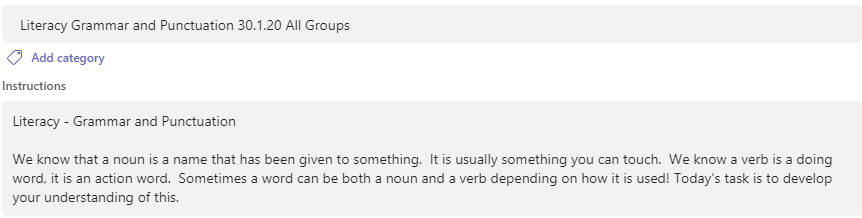 Literacy Grammar and Punctuation 30.1.20 All Groups
Add category
Instructions
Literacy - Grammar and Punctuation
We know that a noun is a name that has been given to something.  It is usually something you can touch.  We know a verb is a doing
word, it is an action word.  Sometimes a word can be both a noun and a verb depending on how it is used! Today's task is to develop
your understanding of this.